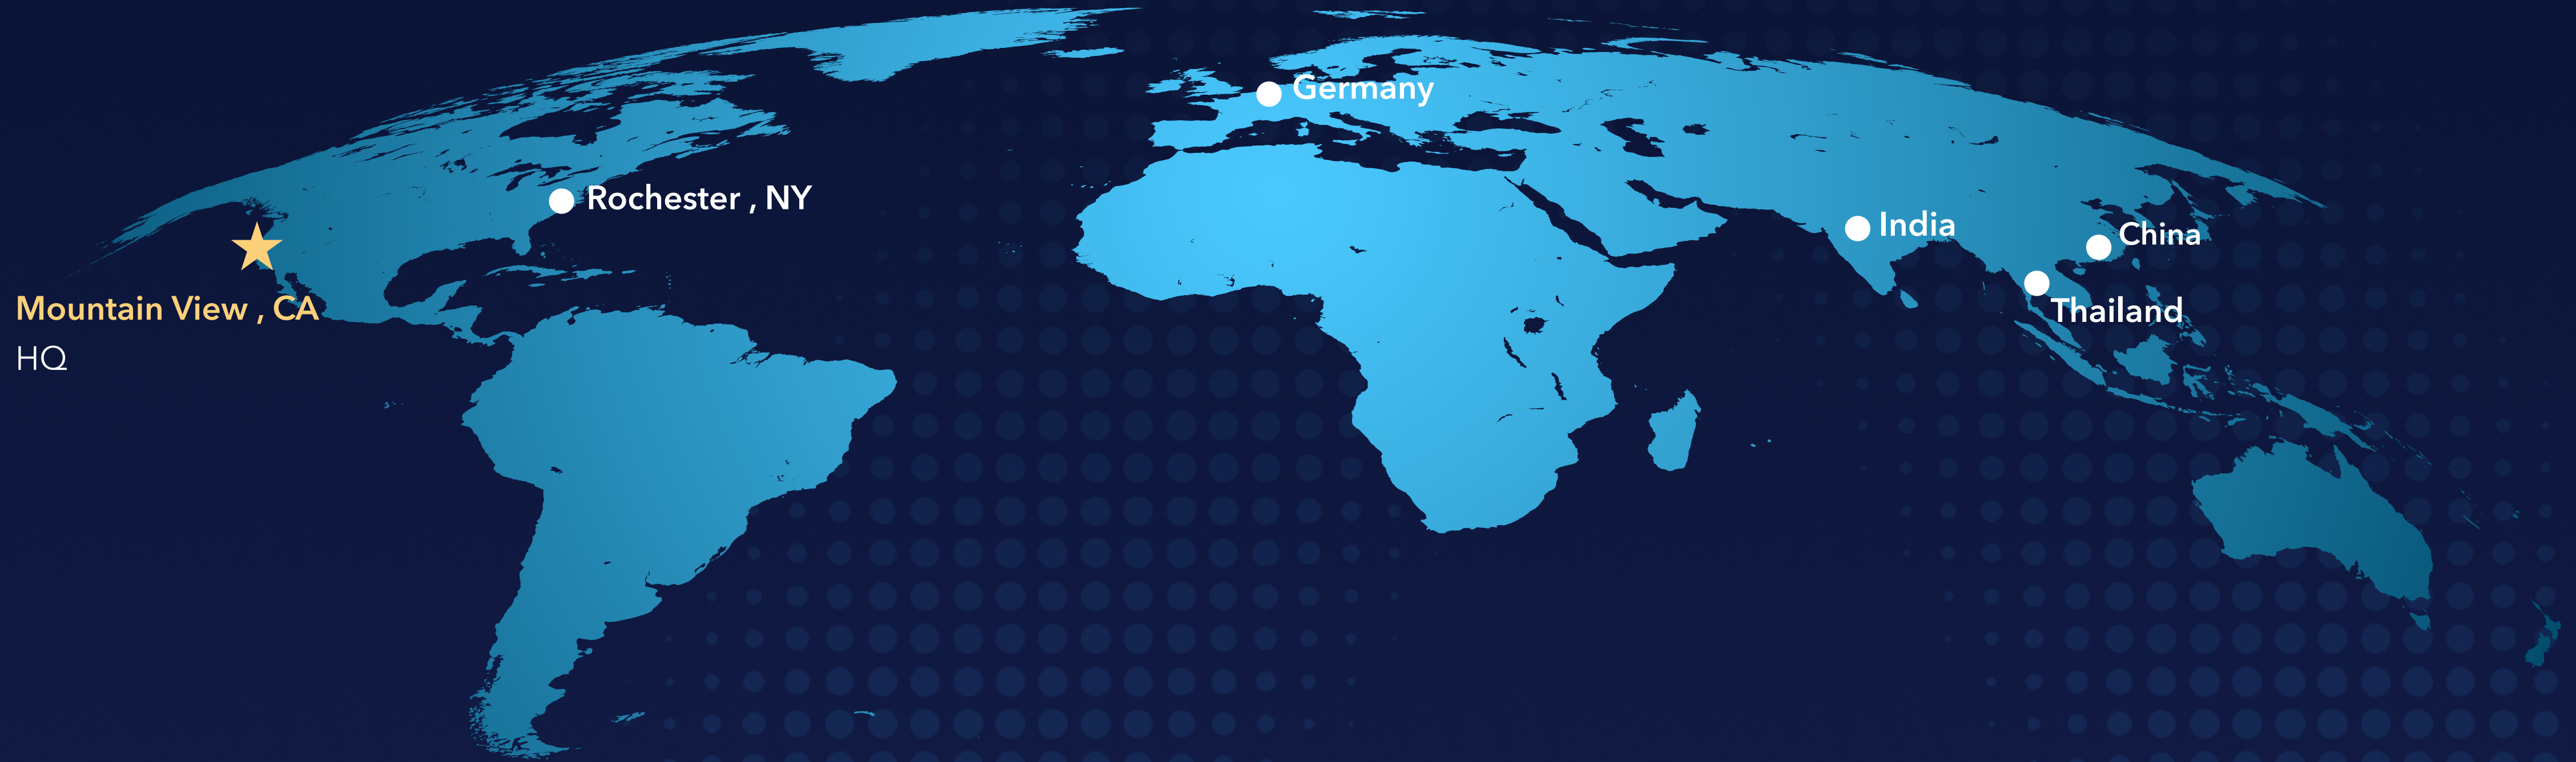 Germany
Rochester , NY
India
China
Mountain View , CA
Thailand
HQ